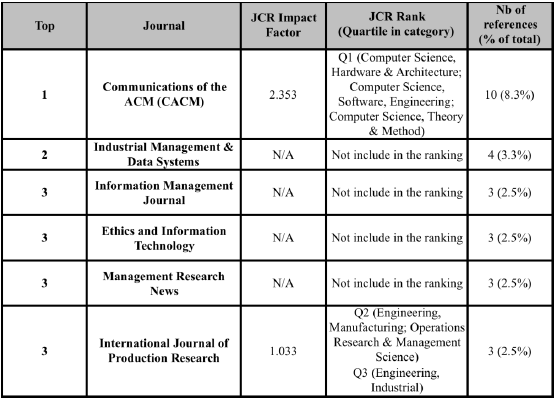 Top
Journal
JCR Impact
Factor
JCR Rank
(Quartile in category)
Nb of
references
(% of total)
1
Communications of the
ACM (CACM)
2.353
Q1 (Computer Science,
Hardware & Architecture;
Computer Science,
Software, Engineering;
Computer Science, Theory
& Method)
10 (8.3%)
2
Industrial Management &
Data Systems
N/A
Not include in the ranking
4 (3.3%)
3
Information Management
Journal
N/A
Not include in the ranking
3 (2.5%)
3
Ethics and Information
Technology
N/A
Not include in the ranking
3 (2.5%)
3
Management Research
News
N/A
Not include in the ranking
3 (2.5%)
3
International Journal of
Production Research
1.033
Q2 (Engineering,
Manufacturing; Operations
Research & Management
Science)
Q3 (Engineering,
Industrial)
3 (2.5%)